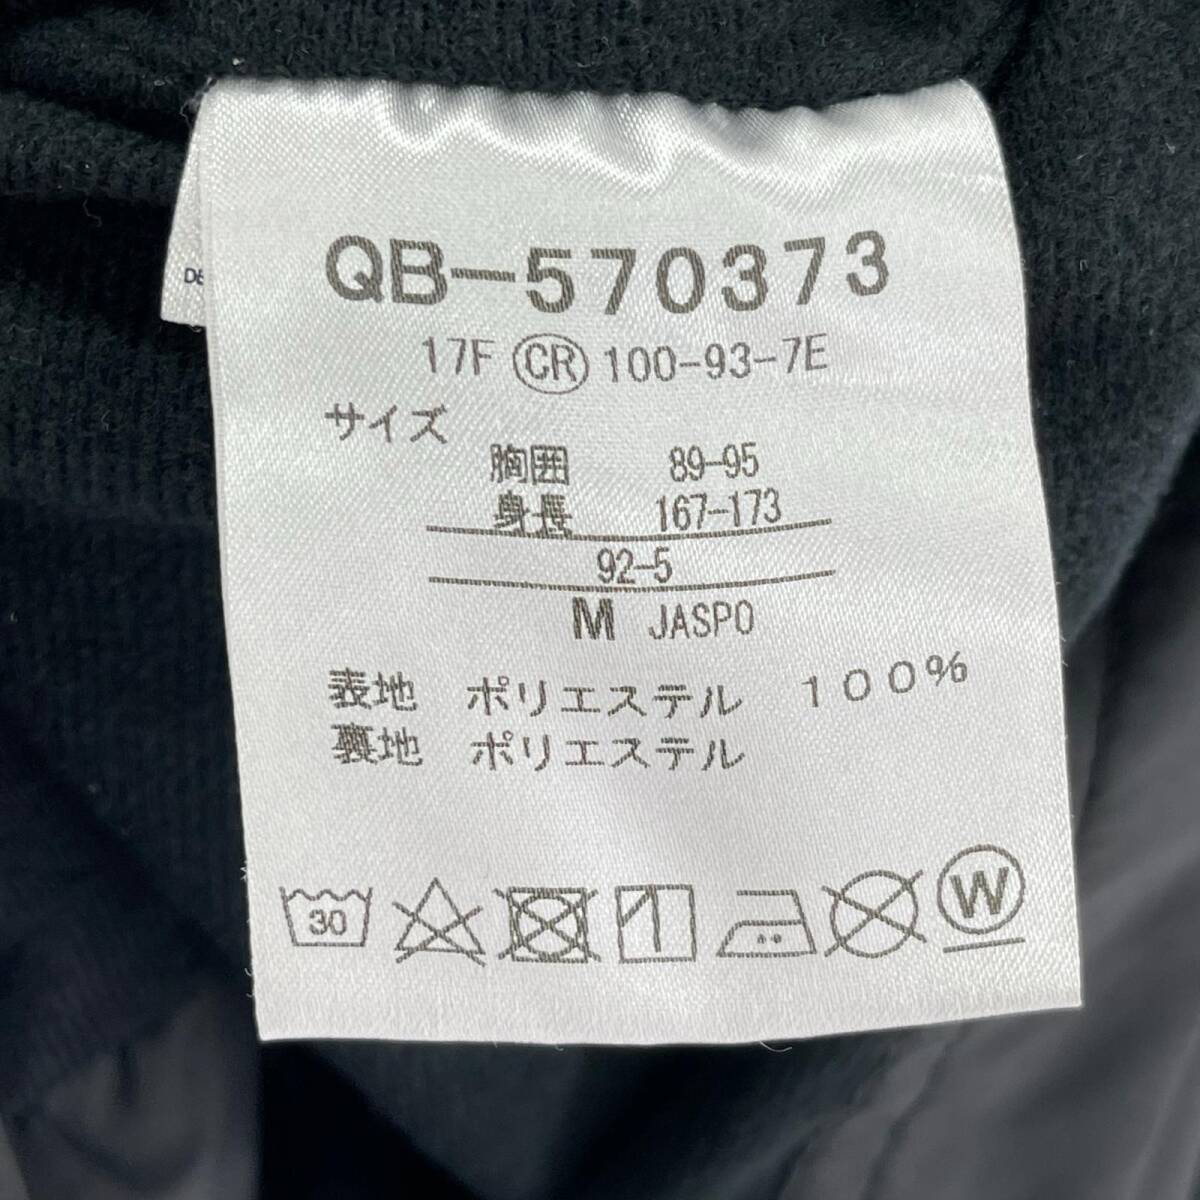 QB-570373
17F CR 100-93-7E
サイズ
胸囲 89-95
身長 167-173
92-5
M JASPO
表地 ポリエステル 100%
裏地 ポリエステル
30
W